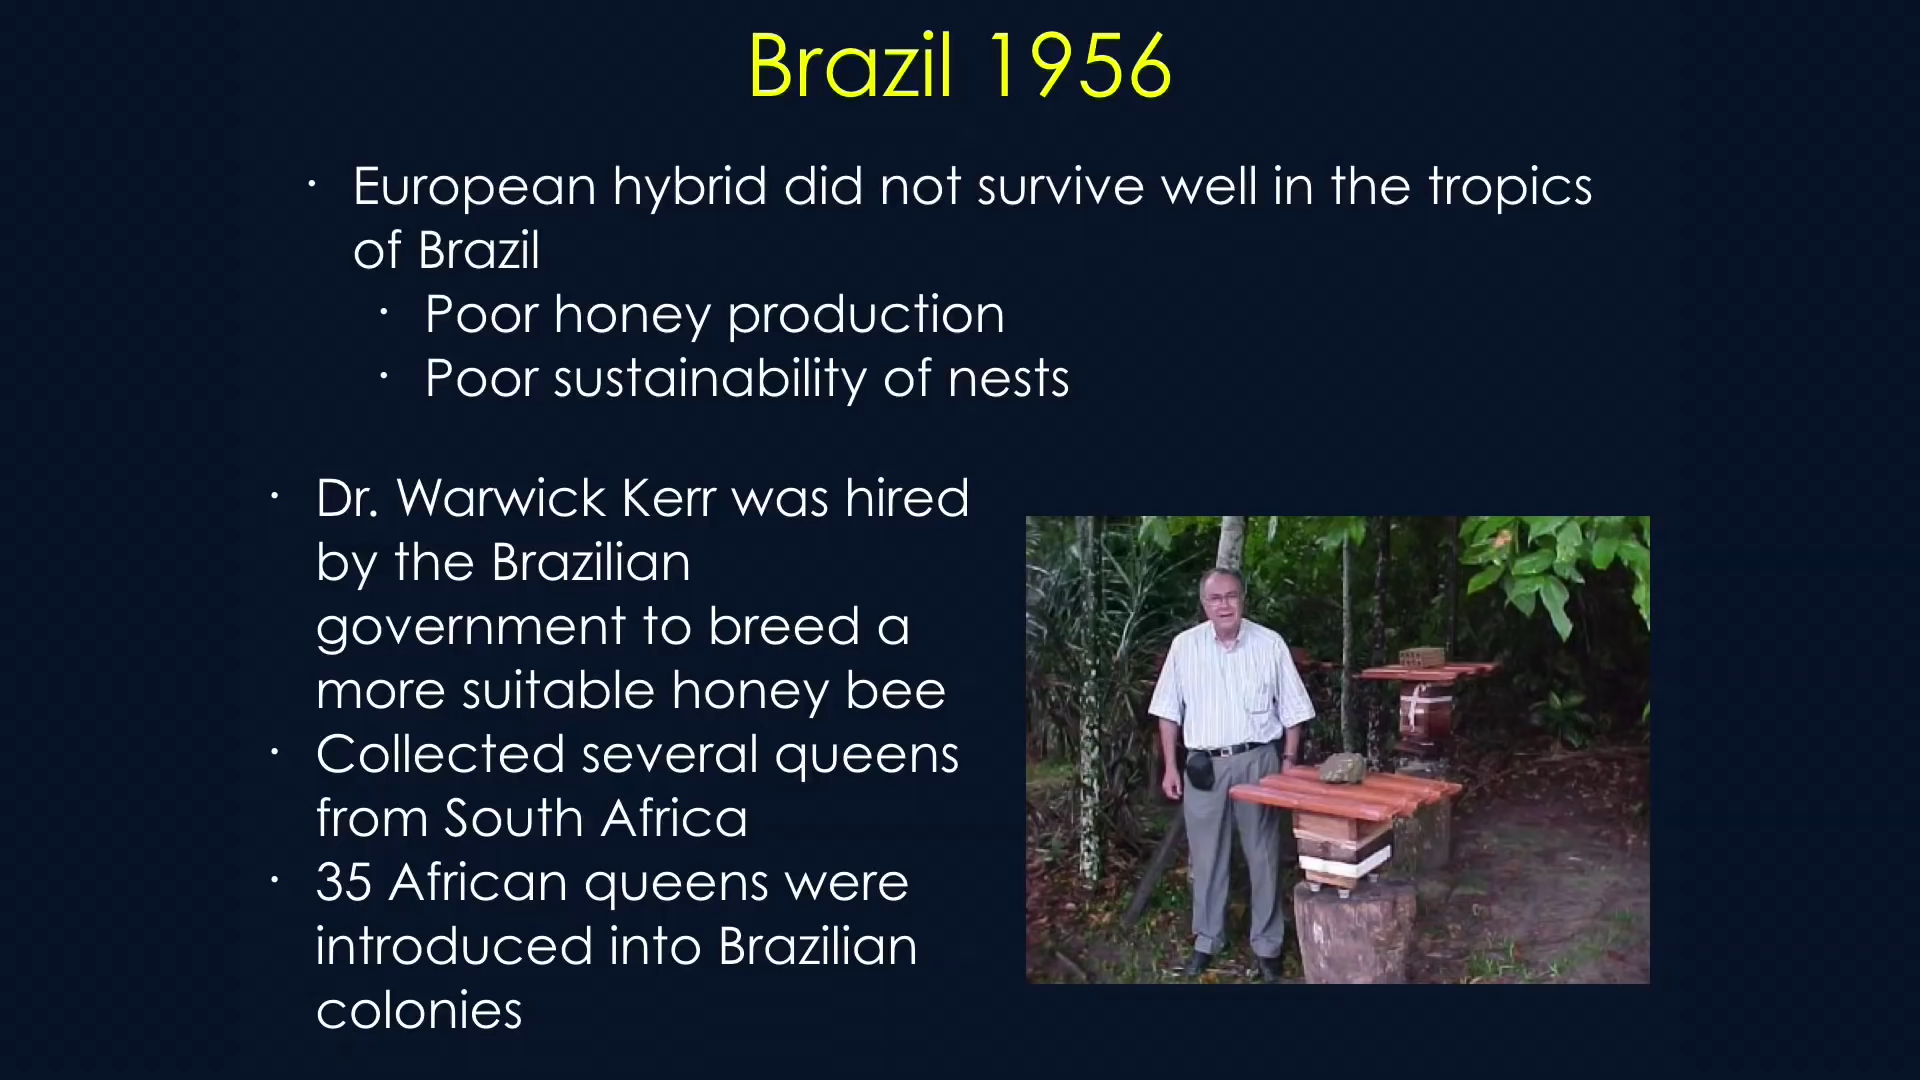 Brazil 1956
· European hybrid did not survive well in the tropics
of Brazil
· Poor honey production
· Poor sustainability of nests
· Dr. Warwick Kerr was hired
by the Brazilian
government to breed a
more suitable honey bee
· Collected several queens
from South Africa
· 35 African queens were
introduced into Brazilian
colonies